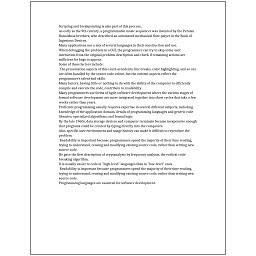 Scripting and breakpointing is also part of this process.
As early as the 9th century, a programmable music sequencer was invented by the Persian
Banu Musa brothers, who described an automated mechanical flute player in the Book of
Ingenious Devices.
Many applications use a mix of several languages in their construction and use.
When debugging the problem in a GUI, the programmer can try to skip some user
interaction from the original problem description and check if remaining actions are
sufficient for bugs to appear.
Some of these factors include:
The presentation aspects of this (such as indents, line breaks, color highlighting, and so on)
are often handled by the source code editor, but the content aspects reflect the
programmer's talent and skills.
Many factors, having little or nothing to do with the ability of the computer to efficiently
compile and execute the code, contribute to readability.
Many programmers use forms of Agile software development where the various stages of
formal software development are more integrated together into short cycles that take a few
weeks rather than years.
Proficient programming usually requires expertise in several different subjects, including
knowledge of the application domain, details of programming languages and generic code
libraries, specialized algorithms, and formal logic.
By the late 1960s, data storage devices and computer terminals became inexpensive enough
that programs could be created by typing directly into the computers.
Also, specific user environment and usage history can make it difficult to reproduce the
problem.
Readability is important because programmers spend the majority of their time reading,
trying to understand, reusing and modifying existing source code, rather than writing new
source code.
He gave the first description of cryptanalysis by frequency analysis, the earliest code-
breaking algorithm.
It is usually easier to code in "high-level" languages than in "low-level" ones.
Readability is important because programmers spend the majority of their time reading,
trying to understand, reusing and modifying existing source code, rather than writing new
source code.
Programming languages are essential for software development.